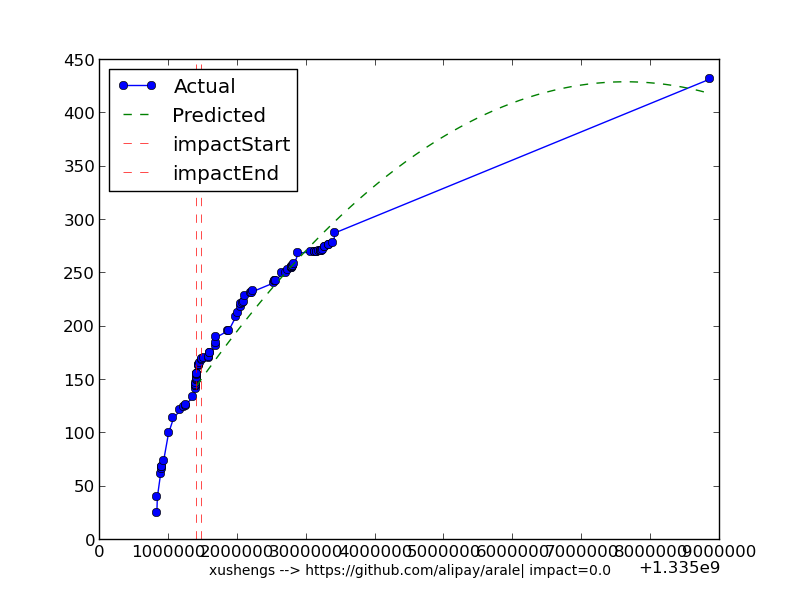 450
400
350
300
250
200
150
100
50
0
Actual
Predicted
impactStart
impactEnd
0 1000000 2000000 3000000 4000000 5000000 6000000 7000000 8000000 9000000
+1.335e9
xushengs --> https://github.com/alipay/arale| impact=0.0